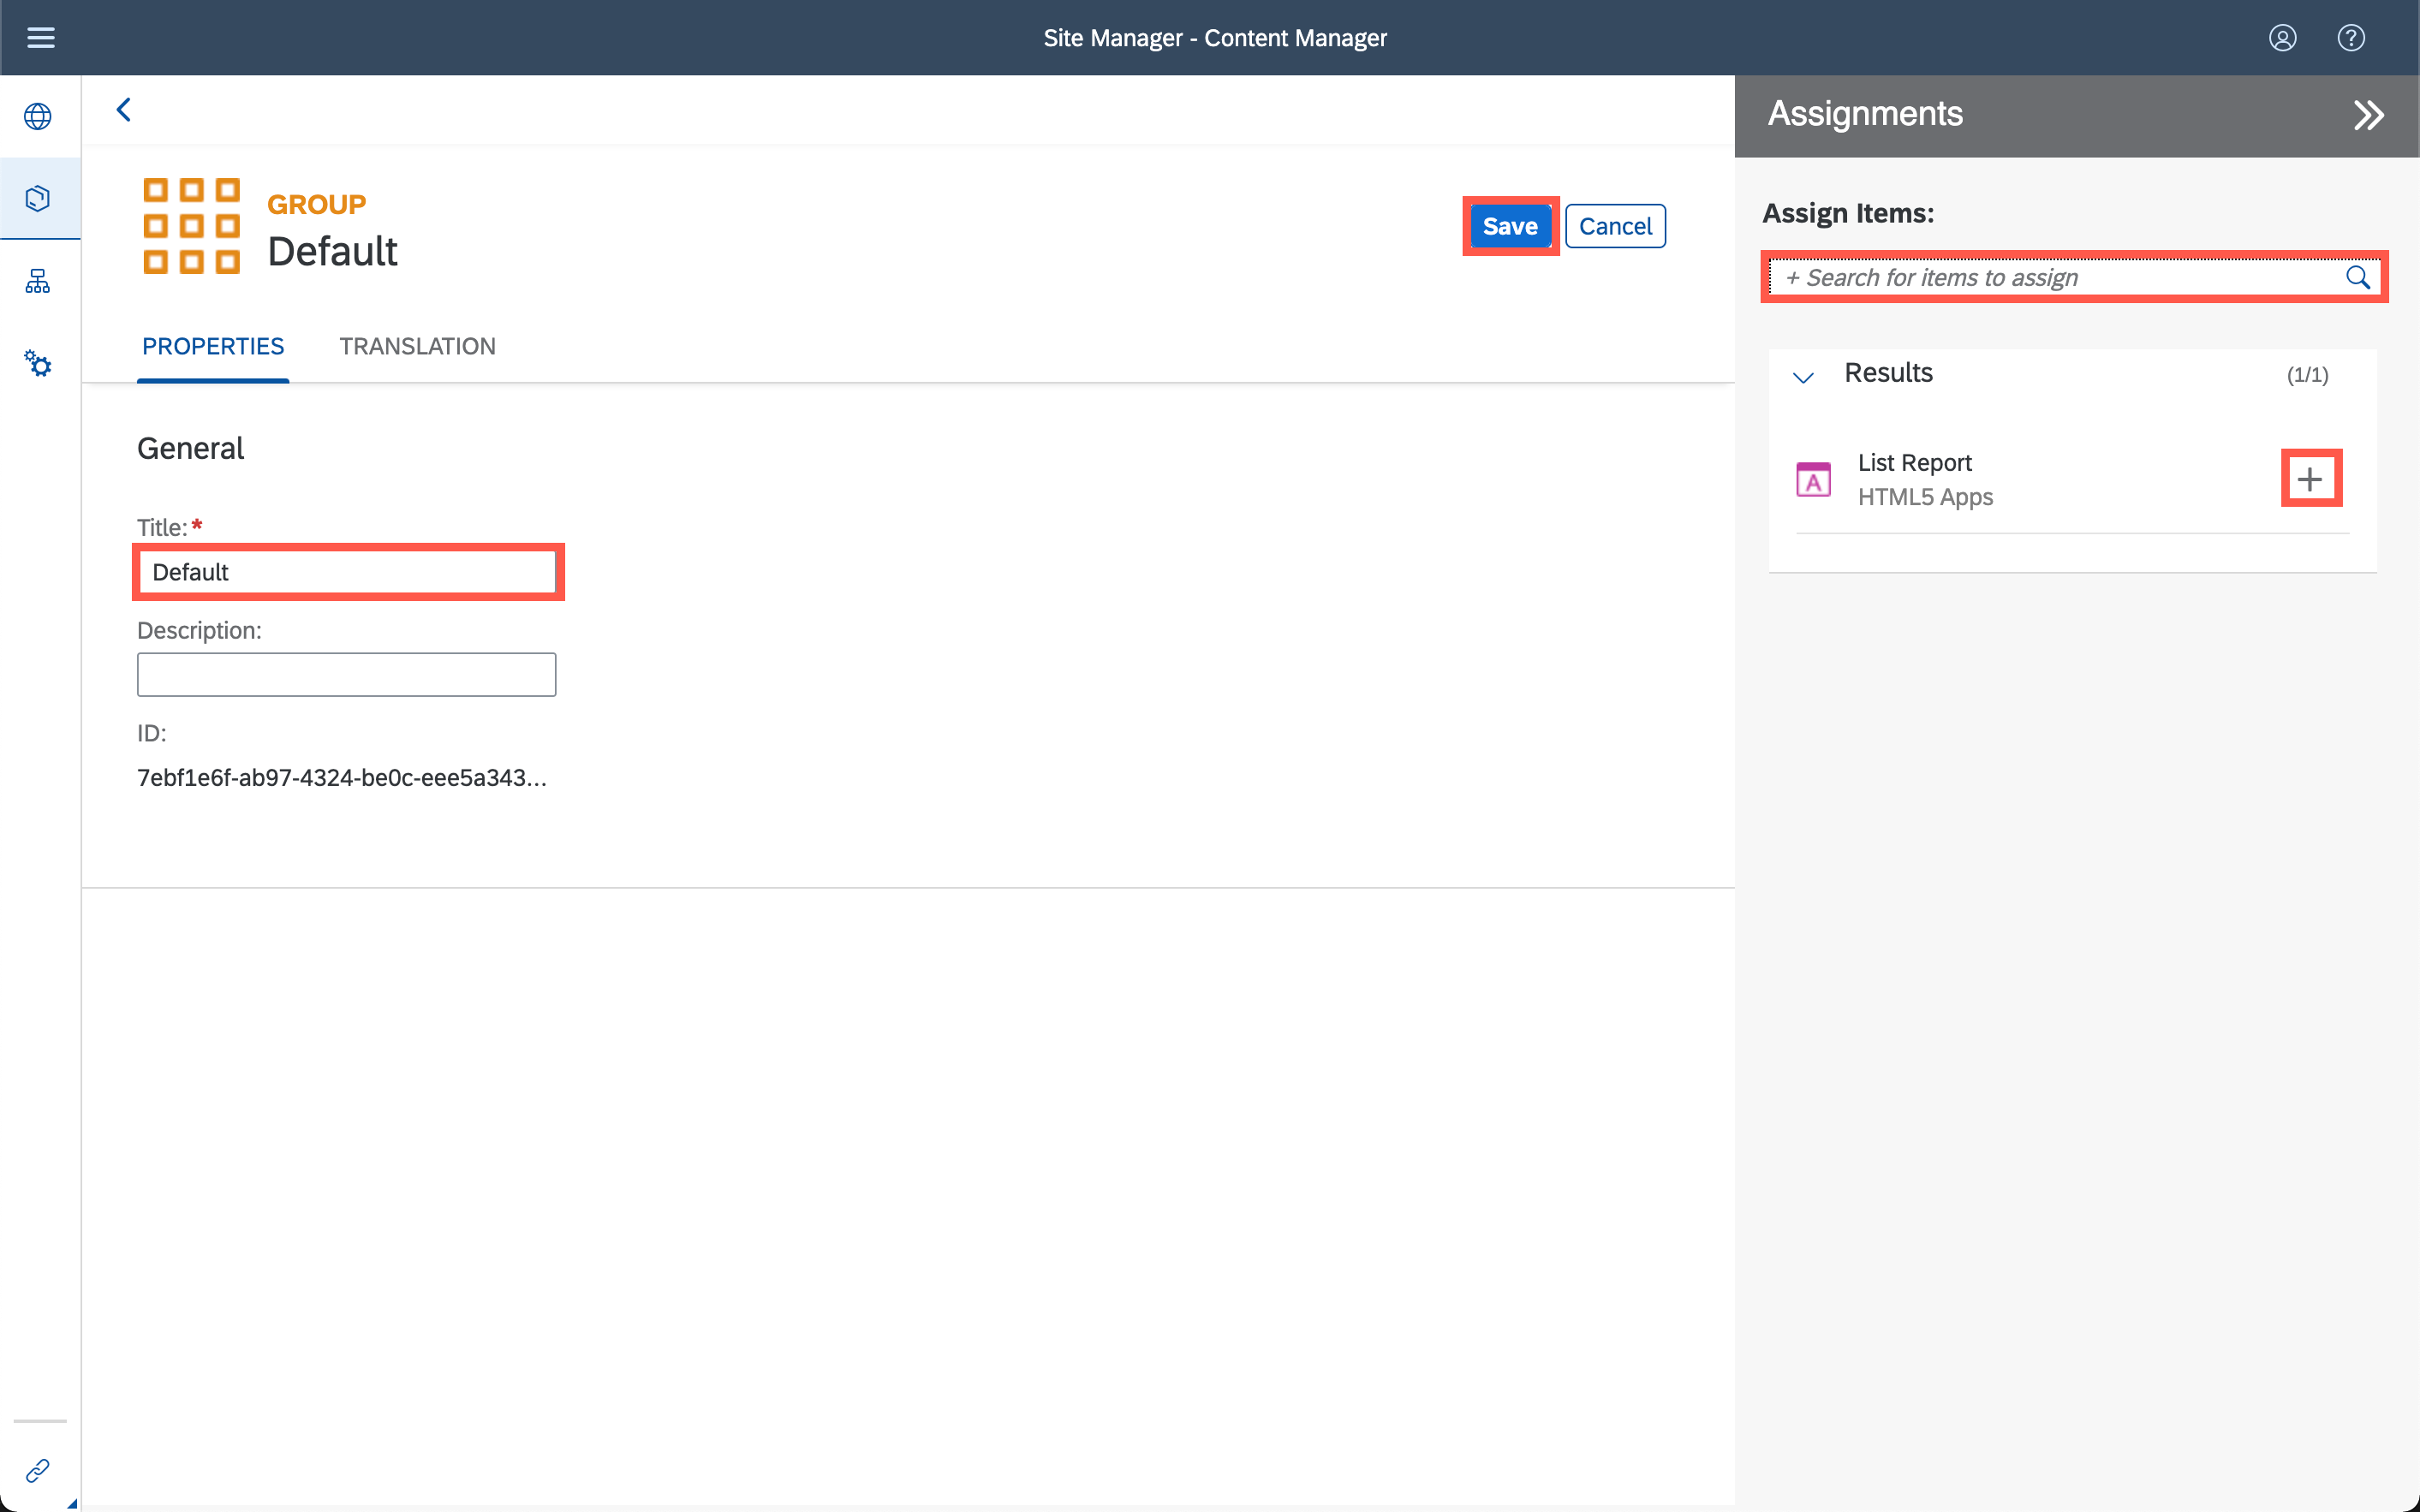 Site Manager - Content Manager
GROUP
Default
Save
Cancel
PROPERTIES
TRANSLATION
General
Title:*
Default
Description:
ID:
7ebf1e6f-ab97-4324-be0c-eee5a343...
Assignments
Assign Items:
+ Search for items to assign
Results
(1/1)
A
List Report
HTML5 Apps